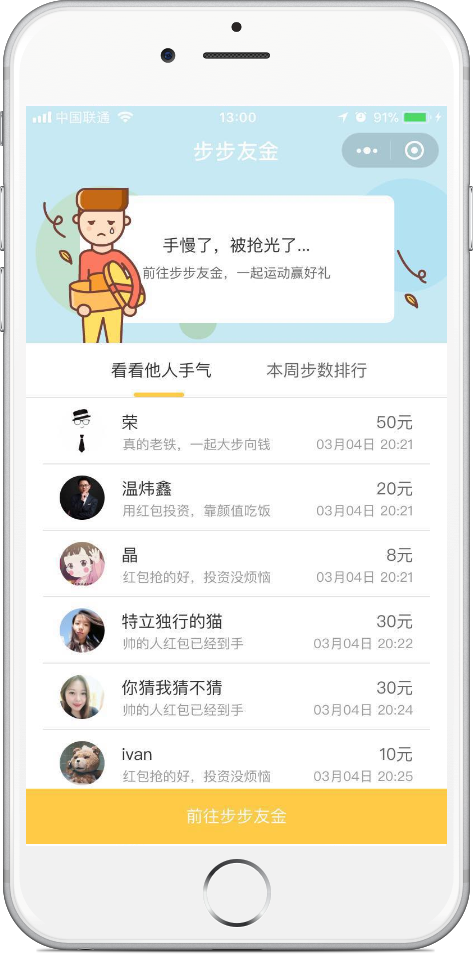 中国联通 13:00 91%
步步友金
手慢了，被抢光了...
前往步步友金，一起运动赢好礼
看看他人手气 本周步数排行
荣 50元
真的老铁，一起大步向钱 03月04日 20:21
温炜鑫 20元
用红包投资，靠颜值吃饭 03月04日 20:21
晶 8元
红包抢的好，投资没烦恼 03月04日 20:21
特立独行的猫 30元
帅的人红包已经到手 03月04日 20:22
你猜我猜不猜 30元
帅的人红包已经到手 03月04日 20:24
ivan 10元
红包抢的好，投资没烦恼 03月04日 20:25
前往步步友金